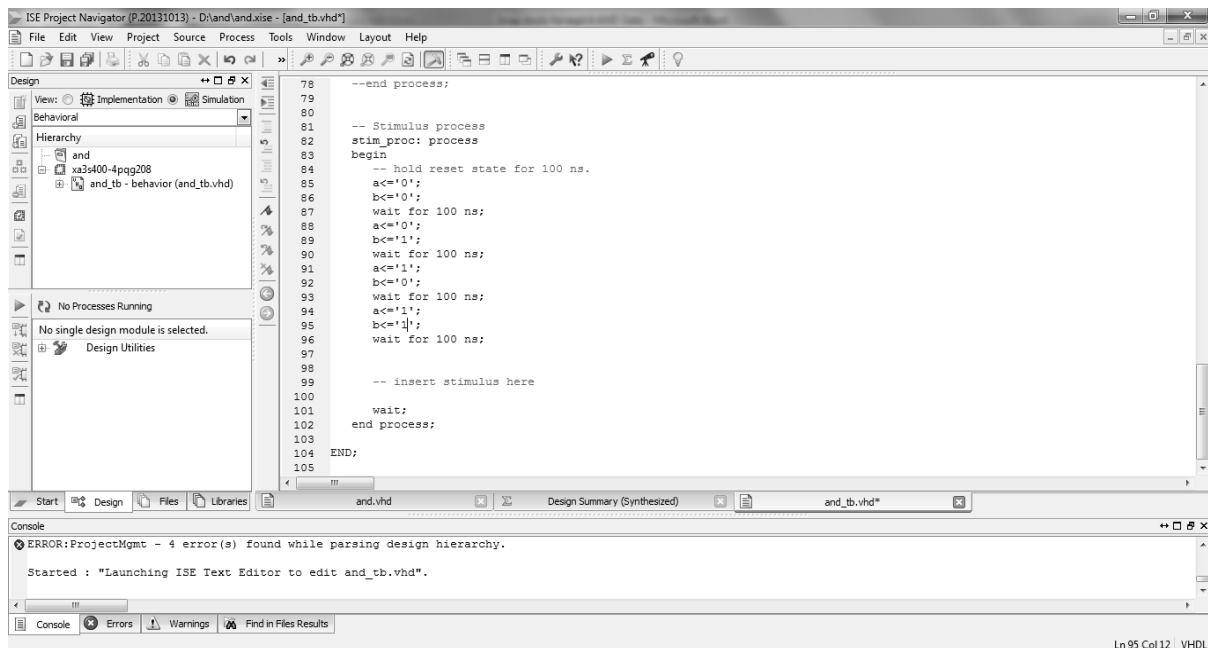 ISE Project Navigator (P.20131013) - D:\and\and.xise - [and_tb.vhd*]
File Edit View Project Source Process Tools Window Layout Help
Design
View: Implementation Simulation
Behavioral
Hierarchy
and
xa3s400-4pqg208
and_tb - behavior (and_tb.vhd)
No Processes Running
No single design module is selected.
Design Utilities
78 --end process;
79
80
81 -- Stimulus process
82 stim_proc: process
83 begin
84 -- hold reset state for 100 ns.
85 a<='0';
86 b<='0';
87 wait for 100 ns;
88 a<='0';
89 b<='1';
90 wait for 100 ns;
91 a<='1';
92 b<='0';
93 wait for 100 ns;
94 a<='1';
95 b<='1';
96 wait for 100 ns;
97
98
99 -- insert stimulus here
100
101 wait;
102 end process;
103
104 END;
105
Start Design Files Libraries
and.vhd Design Summary (Synthesized) and_tb.vhd*
Console
ERROR:ProjectMgmt - 4 error(s) found while parsing design hierarchy.
Started : "Launching ISE Text Editor to edit and_tb.vhd".
Console Errors Warnings Find in Files Results
Ln 95 Col 12 VHDL